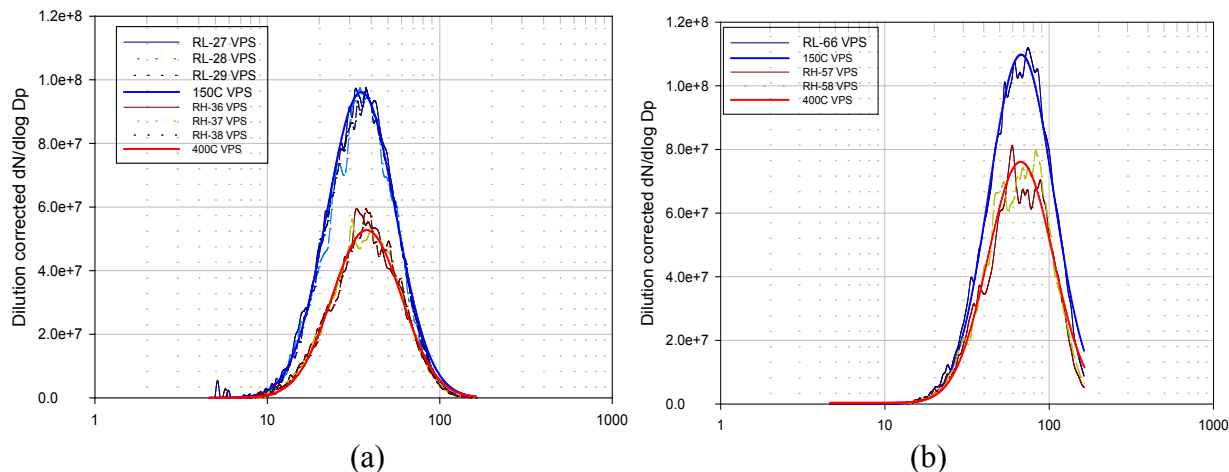 (a)
Dilution corrected dN/dlog Dp
1.2e+8
1.0e+8
8.0e+7
6.0e+7
4.0e+7
2.0e+7
0.0
RL-27 VPS
RL-28 VPS
RL-29 VPS
150C VPS
RH-36 VPS
RH-37 VPS
RH-38 VPS
400C VPS
1 10 100 1000
(b)
Dilution corrected dN/dlog Dp
1.2e+8
1.0e+8
8.0e+7
6.0e+7
4.0e+7
2.0e+7
0.0
RL-66 VPS
150C VPS
RH-57 VPS
RH-58 VPS
400C VPS
1 10 100 1000